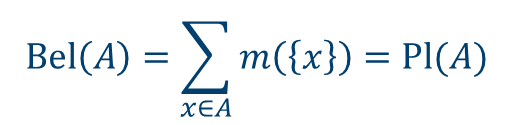 Bel(A) = ∑ m({x}) = Pl(A)
x∈A